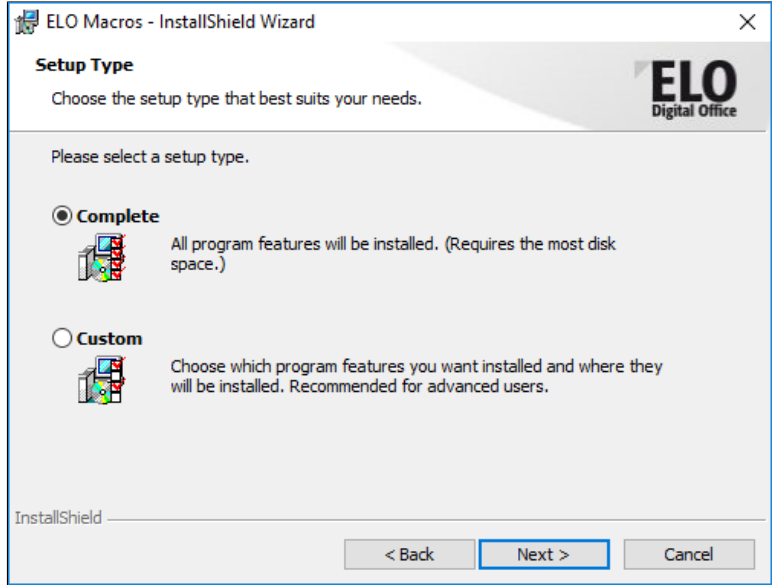 ELO Macros - InstallShield Wizard
Setup Type
Choose the setup type that best suits your needs.
ELO
Digital Office
Please select a setup type.
Complete
All program features will be installed. (Requires the most disk
space.)
Custom
Choose which program features you want installed and where they
will be installed. Recommended for advanced users.
InstallShield
< Back
Next >
Cancel